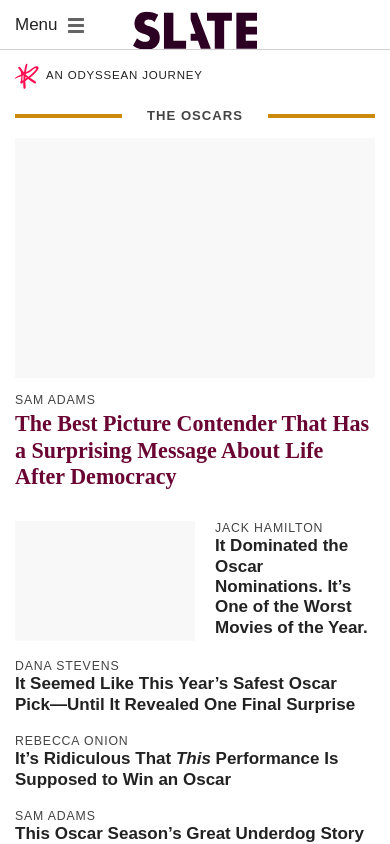 Menu
SLATE
AN ODYSSEAN JOURNEY
THE OSCARS
SAM ADAMS
The Best Picture Contender That Has
a Surprising Message About Life
After Democracy
JACK HAMILTON
It Dominated the
Oscar
Nominations. It’s
One of the Worst
Movies of the Year.
DANA STEVENS
It Seemed Like This Year’s Safest Oscar
Pick—Until It Revealed One Final Surprise
REBECCA ONION
It’s Ridiculous That This Performance Is
Supposed to Win an Oscar
SAM ADAMS
This Oscar Season’s Great Underdog Story